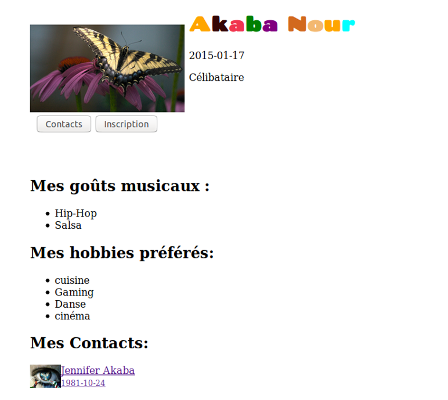 Akaba Nour
2015-01-17
Célibataire
Contacts Inscription
Mes goûts musicaux :
Hip-Hop
Salsa
Mes hobbies préférés:
cuisine
Gaming
Danse
cinéma
Mes Contacts:
Jennifer Akaba
1981-10-24